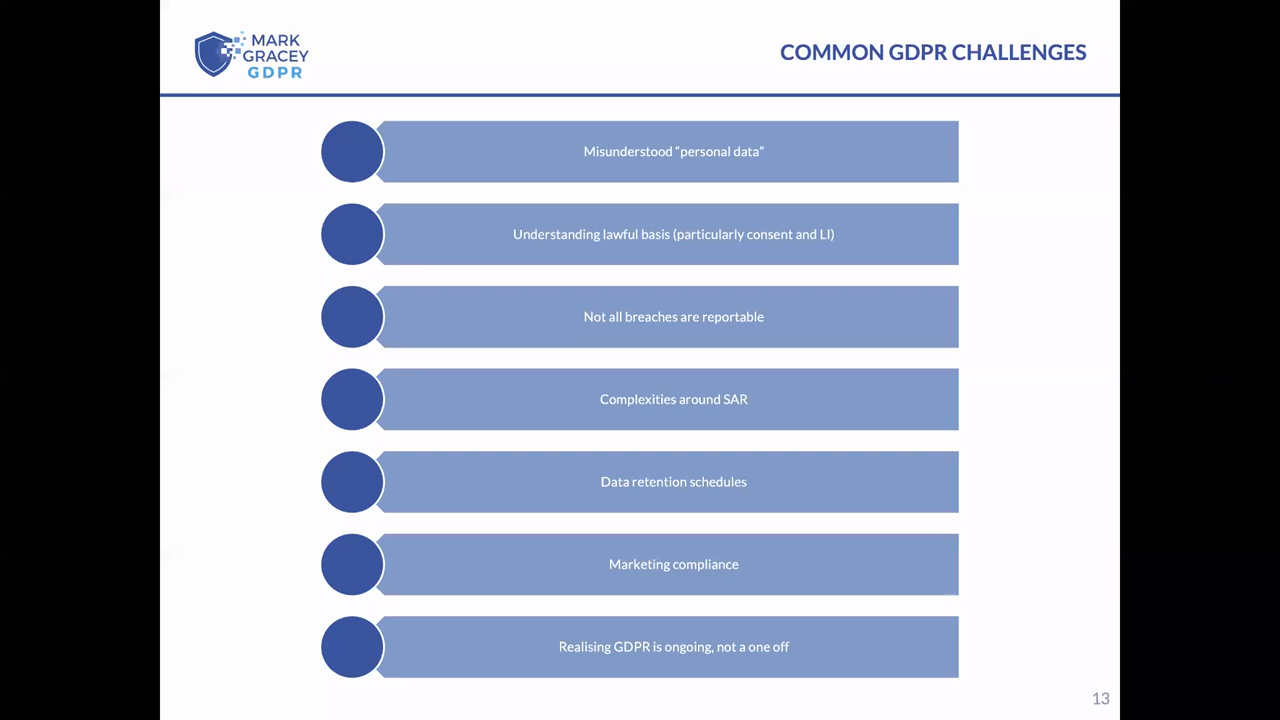 MARK
GRACEY
GDPR
COMMON GDPR CHALLENGES
Misunderstood “personal data”
Understanding lawful basis (particularly consent and LI)
Not all breaches are reportable
Complexities around SAR
Data retention schedules
Marketing compliance
Realising GDPR is ongoing, not a one off
13